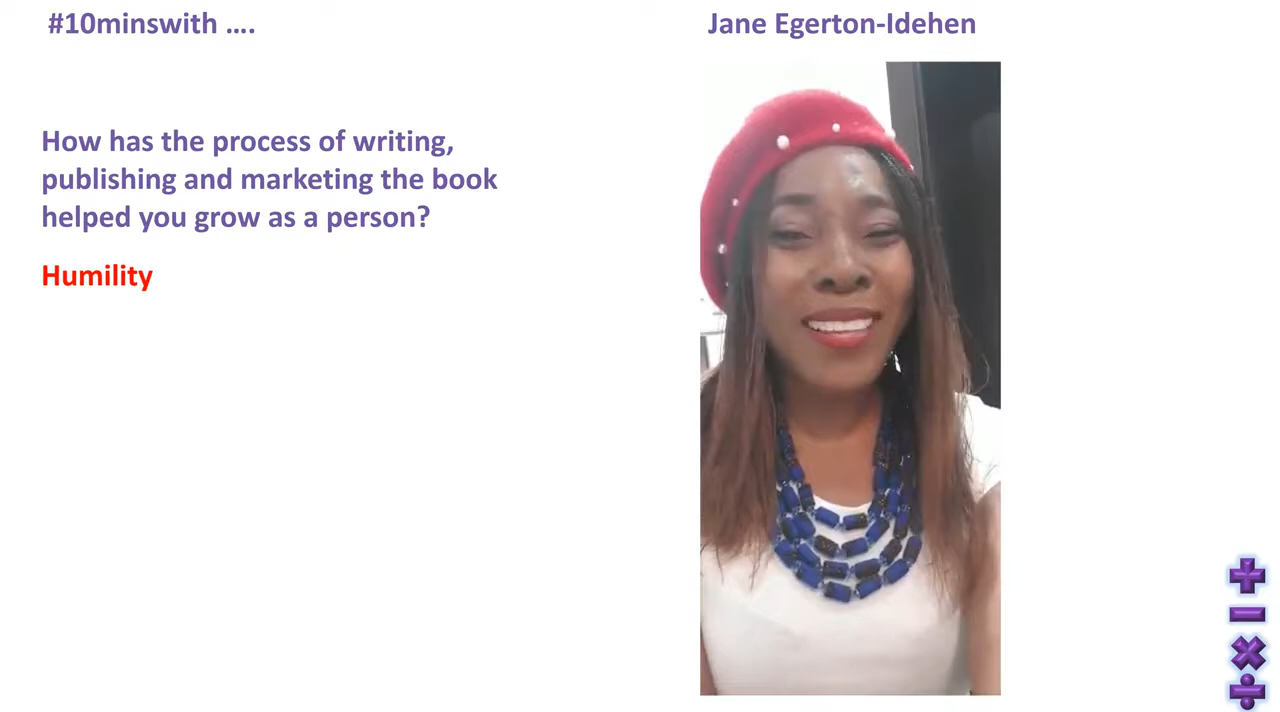 #10minswith ….
Jane Egerton-Idehen
How has the process of writing,
publishing and marketing the book
helped you grow as a person?
Humility